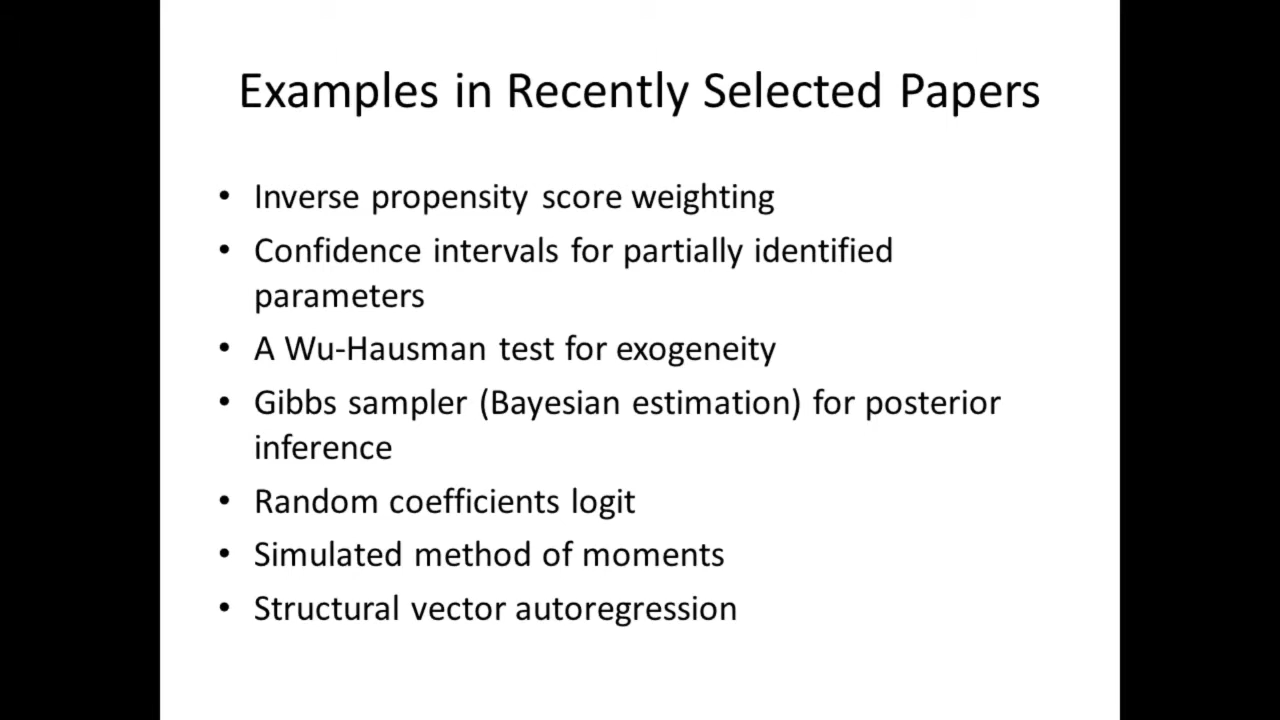 Examples in Recently Selected Papers
• Inverse propensity score weighting
• Confidence intervals for partially identified
parameters
• A Wu-Hausman test for exogeneity
• Gibbs sampler (Bayesian estimation) for posterior
inference
• Random coefficients logit
• Simulated method of moments
• Structural vector autoregression